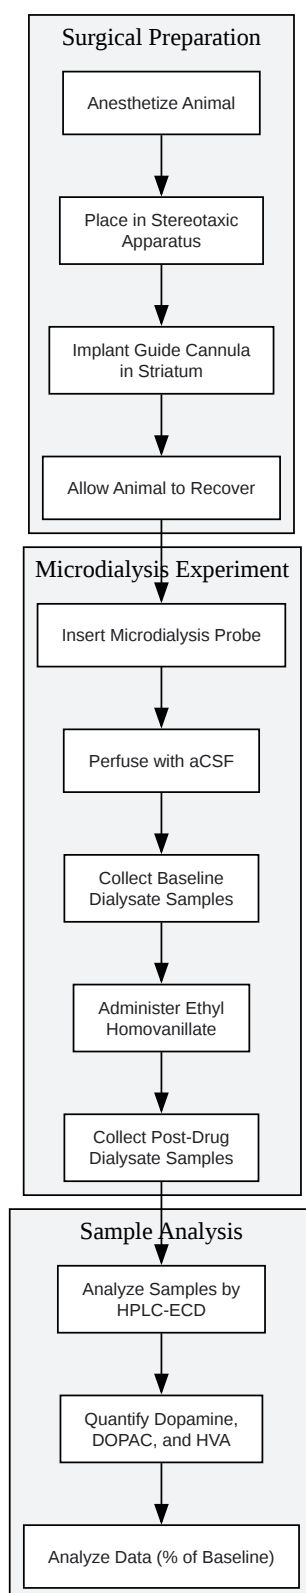 Surgical Preparation
Anesthetize Animal
Place in Stereotaxic
Apparatus
Implant Guide Cannula
in Striatum
Allow Animal to Recover
Microdialysis Experiment
Insert Microdialysis Probe
Perfuse with aCSF
Collect Baseline
Dialysate Samples
Administer Ethyl
Homovanillate
Collect Post-Drug
Dialysate Samples
Sample Analysis
Analyze Samples by
HPLC-ECD
Quantify Dopamine,
DOPAC, and HVA
Analyze Data (% of Baseline)